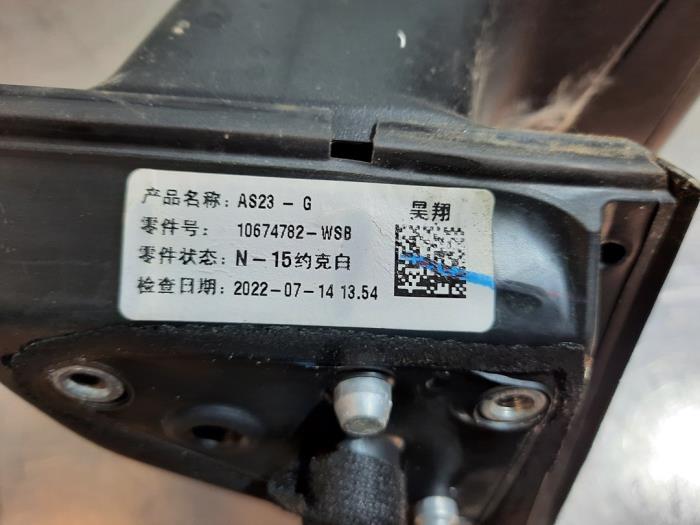 产品名称: AS23-G
昊翔
零件号: 10674782-WSB
零件状态: N-15约克白
检查日期: 2022-07-14 13.54